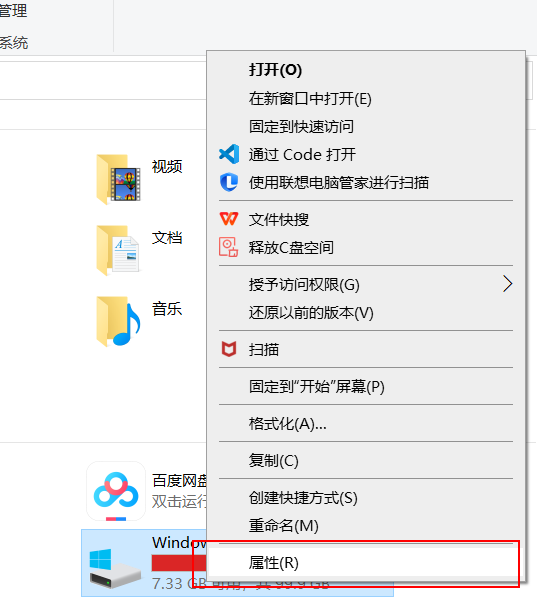 管理
系统
打开(O)
在新窗口中打开(E)
固定到快速访问
通过 Code 打开
使用联想电脑管家进行扫描
文件快搜
释放C盘空间
授予访问权限(G)
还原以前的版本(V)
扫描
固定到“开始”屏幕(P)
格式化(A)...
复制(C)
创建快捷方式(S)
重命名(M)
属性(R)
视频
文档
音乐
百度网盘
双击运行
Window
7.33 GB 可用，共 99.9 GB